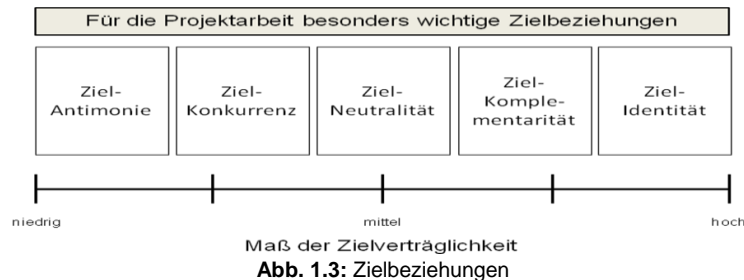 Für die Projektarbeit besonders wichtige Zielbeziehungen
Ziel-
Antimonie
Ziel-
Konkurrenz
Ziel-
Neutralität
Ziel-
Komple-
mentarität
Ziel-
Identität
niedrig
mittel
hoch
Maß der Zielverträglichkeit
Abb. 1.3: Zielbeziehungen